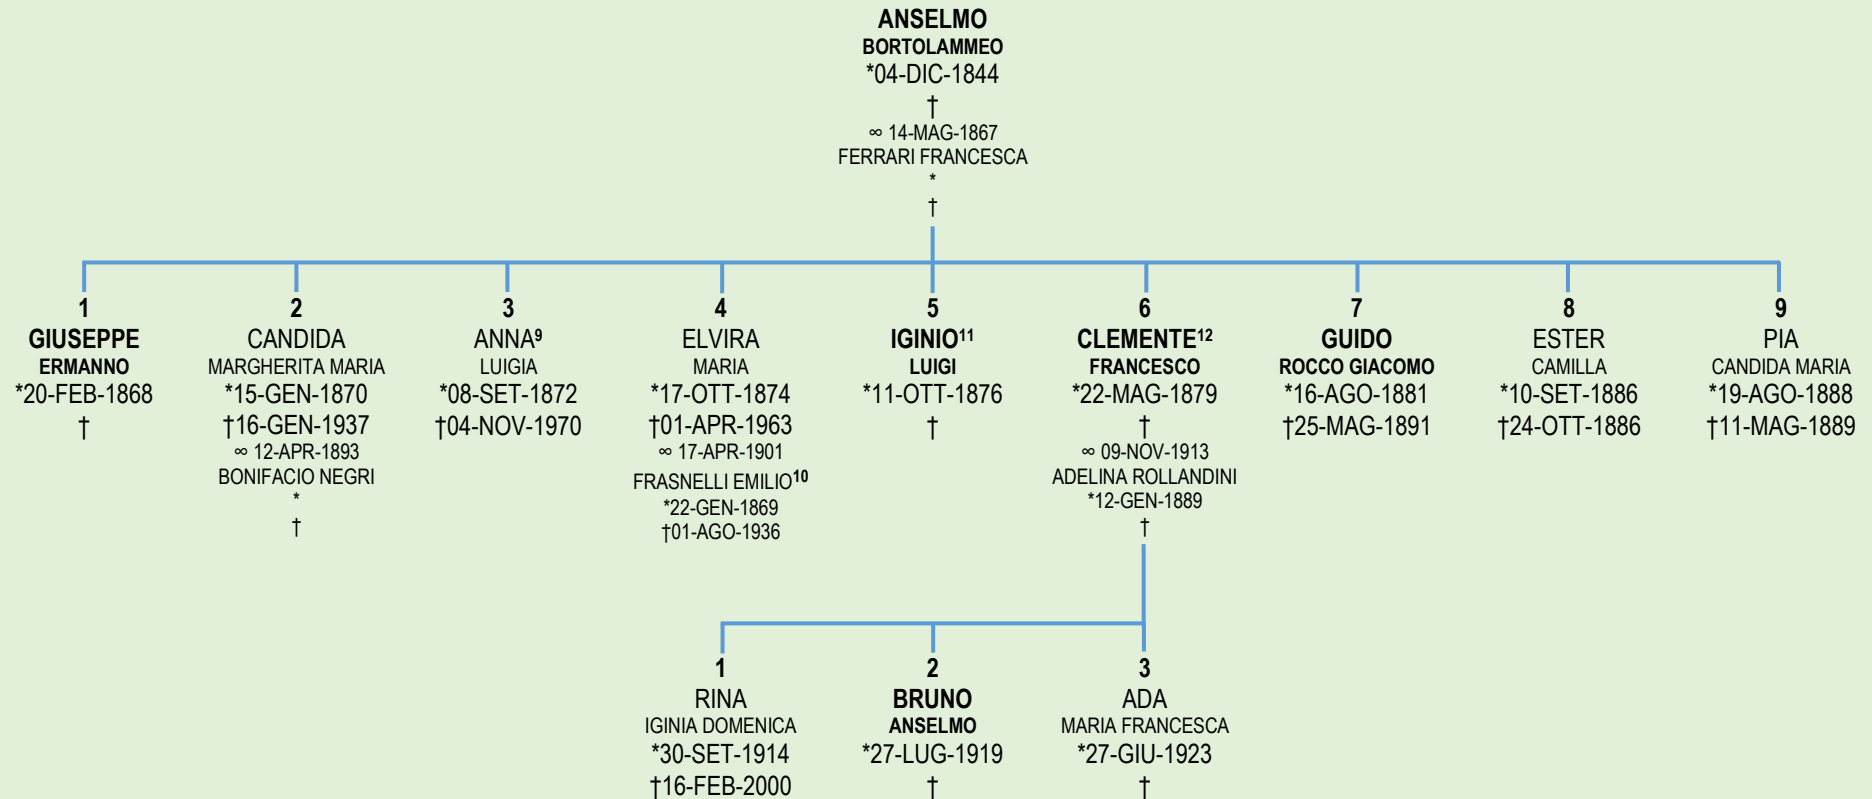 ANSELMO
BORTOLAMMEO
*04-DIC-1844
†
∞ 14-MAG-1867
FERRARI FRANCESCA
*
†
1
GIUSEPPE
ERMANNO
*20-FEB-1868
†
2
CANDIDA
MARGHERITA MARIA
*15-GEN-1870
†16-GEN-1937
∞ 12-APR-1893
BONIFACIO NEGRI
*
†
3
ANNA⁹
LUIGIA
*08-SET-1872
†04-NOV-1970
4
ELVIRA
MARIA
*17-OTT-1874
†01-APR-1963
∞ 17-APR-1901
FRASNELLI EMILIO¹⁰
*22-GEN-1869
†01-AGO-1936
5
IGINIO¹¹
LUIGI
*11-OTT-1876
†
6
CLEMENTE¹²
FRANCESCO
*22-MAG-1879
†
∞ 09-NOV-1913
ADELINA ROLLANDINI
*12-GEN-1889
†
7
GUIDO
ROCCO GIACOMO
*16-AGO-1881
†25-MAG-1891
8
ESTER
CAMILLA
*10-SET-1886
†24-OTT-1886
9
PIA
CANDIDA MARIA
*19-AGO-1888
†11-MAG-1889
1
RINA
IGINIA DOMENICA
*30-SET-1914
†16-FEB-2000
2
BRUNO
ANSELMO
*27-LUG-1919
†
3
ADA
MARIA FRANCESCA
*27-GIU-1923
†